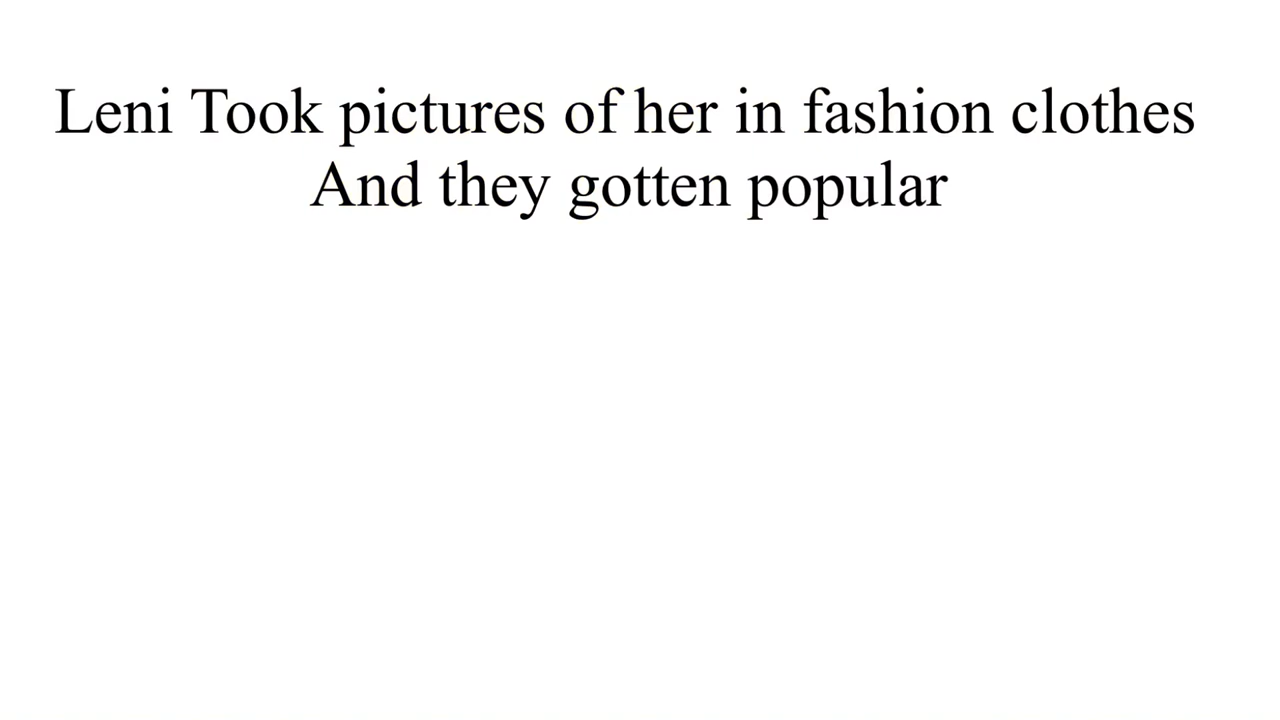 Leni Took pictures of her in fashion clothes
And they gotten popular